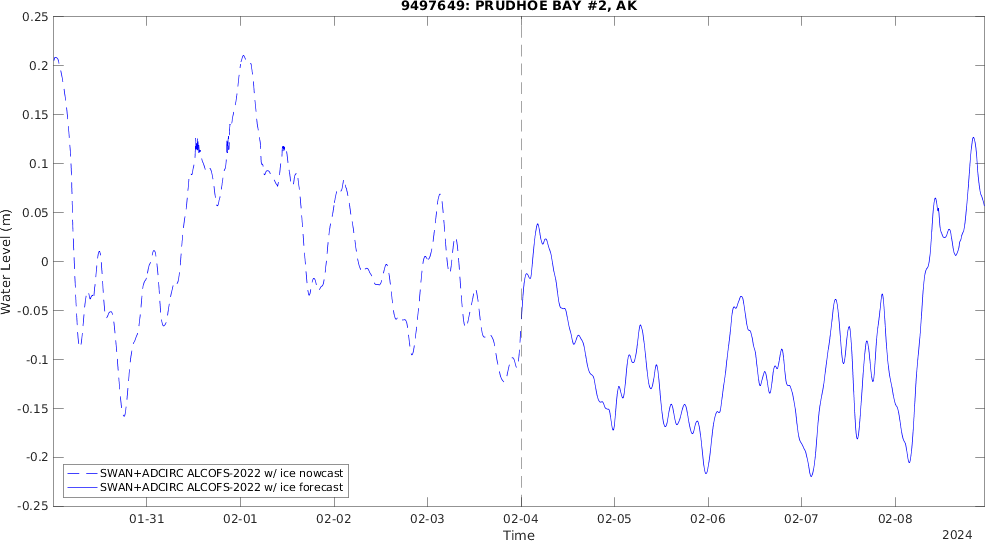 9497649: PRUDHOE BAY #2, AK
0.25
0.2
0.15
0.1
0.05
0
-0.05
-0.1
-0.15
-0.2
-0.25
Water Level (m)
SWAN+ADCIRC ALCOFS-2022 w/ ice nowcast
SWAN+ADCIRC ALCOFS-2022 w/ ice forecast
01-31 02-01 02-02 02-03 02-04 02-05 02-06 02-07 02-08
Time
2024